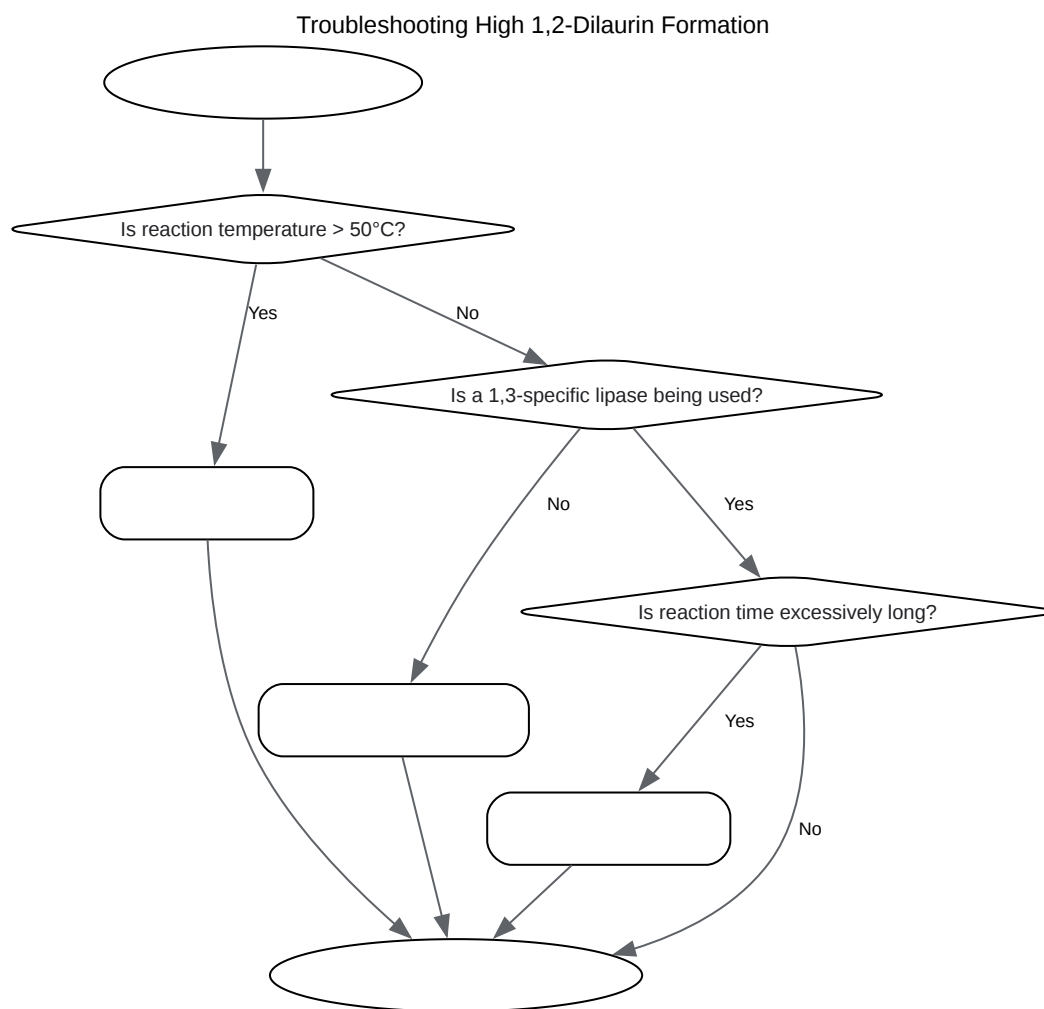 Troubleshooting High 1,2-Dilaurin Formation
Is reaction temperature > 50°C?
Yes
No
Is a 1,3-specific lipase being used?
No
Yes
Is reaction time excessively long?
Yes
No